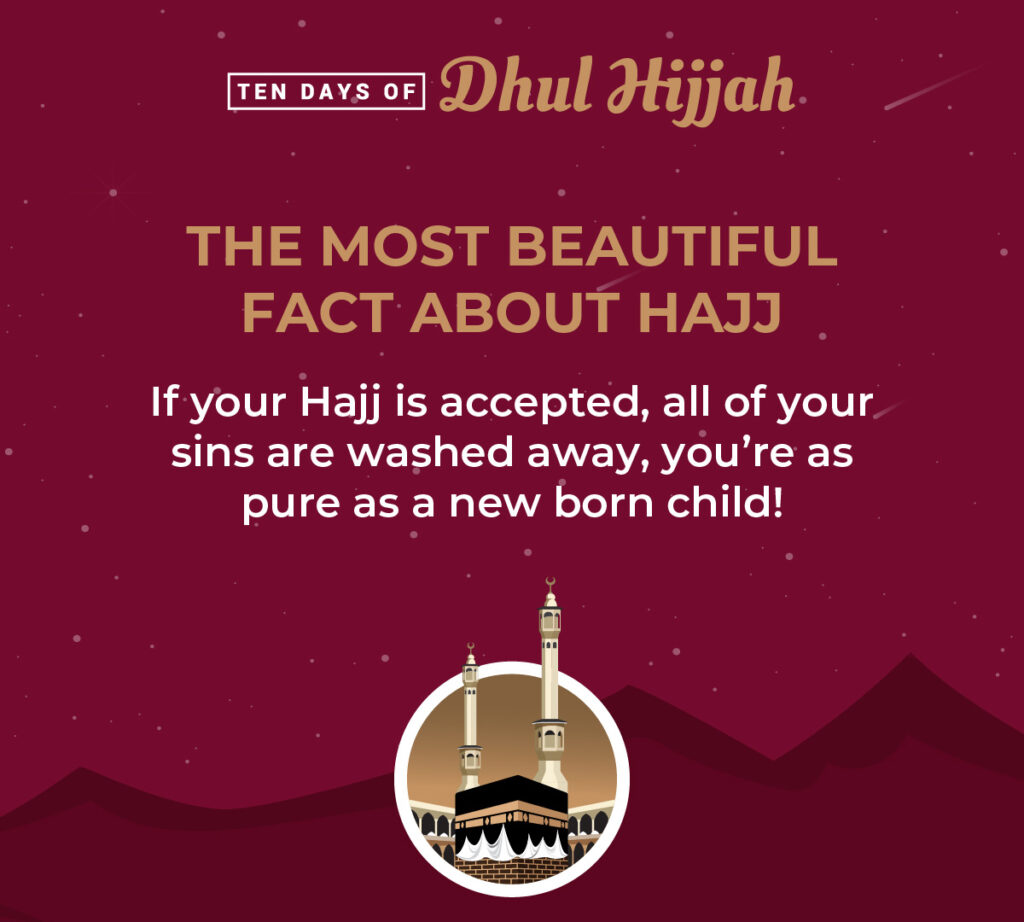 TEN DAYS OF Dhul Hijjah
THE MOST BEAUTIFUL
FACT ABOUT HAJJ
If your Hajj is accepted, all of your
sins are washed away, you’re as
pure as a new born child!